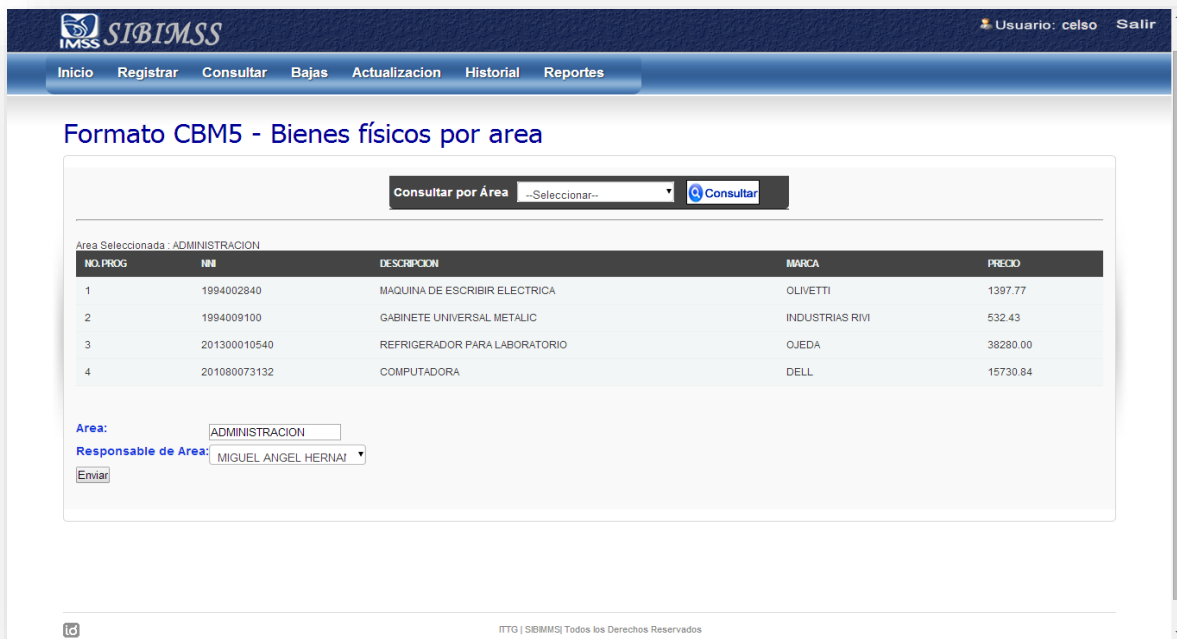 IMSS SIBIMSS Usuario: celso Salir
Inicio Registrar Consultar Bajas Actualizacion Historial Reportes
Formato CBM5 - Bienes físicos por area
Consultar por Área --Seleccionar-- Consultar
Area Seleccionada : ADMINISTRACION
NO.PROG NNI DESCRIPCION MARCA PRECIO
1 1994002840 MAQUINA DE ESCRIBIR ELECTRICA OLIVETTI 1397.77
2 1994009100 GABINETE UNIVERSAL METALIC INDUSTRIAS RIVI 532.43
3 201300010540 REFRIGERADOR PARA LABORATORIO OJEDA 38280.00
4 201080073132 COMPUTADORA DELL 15730.84
Area: ADMINISTRACION
Responsable de Area: MIGUEL ANGEL HERNAN
Enviar
id ITTG | SIBIMMS| Todos los Derechos Reservados